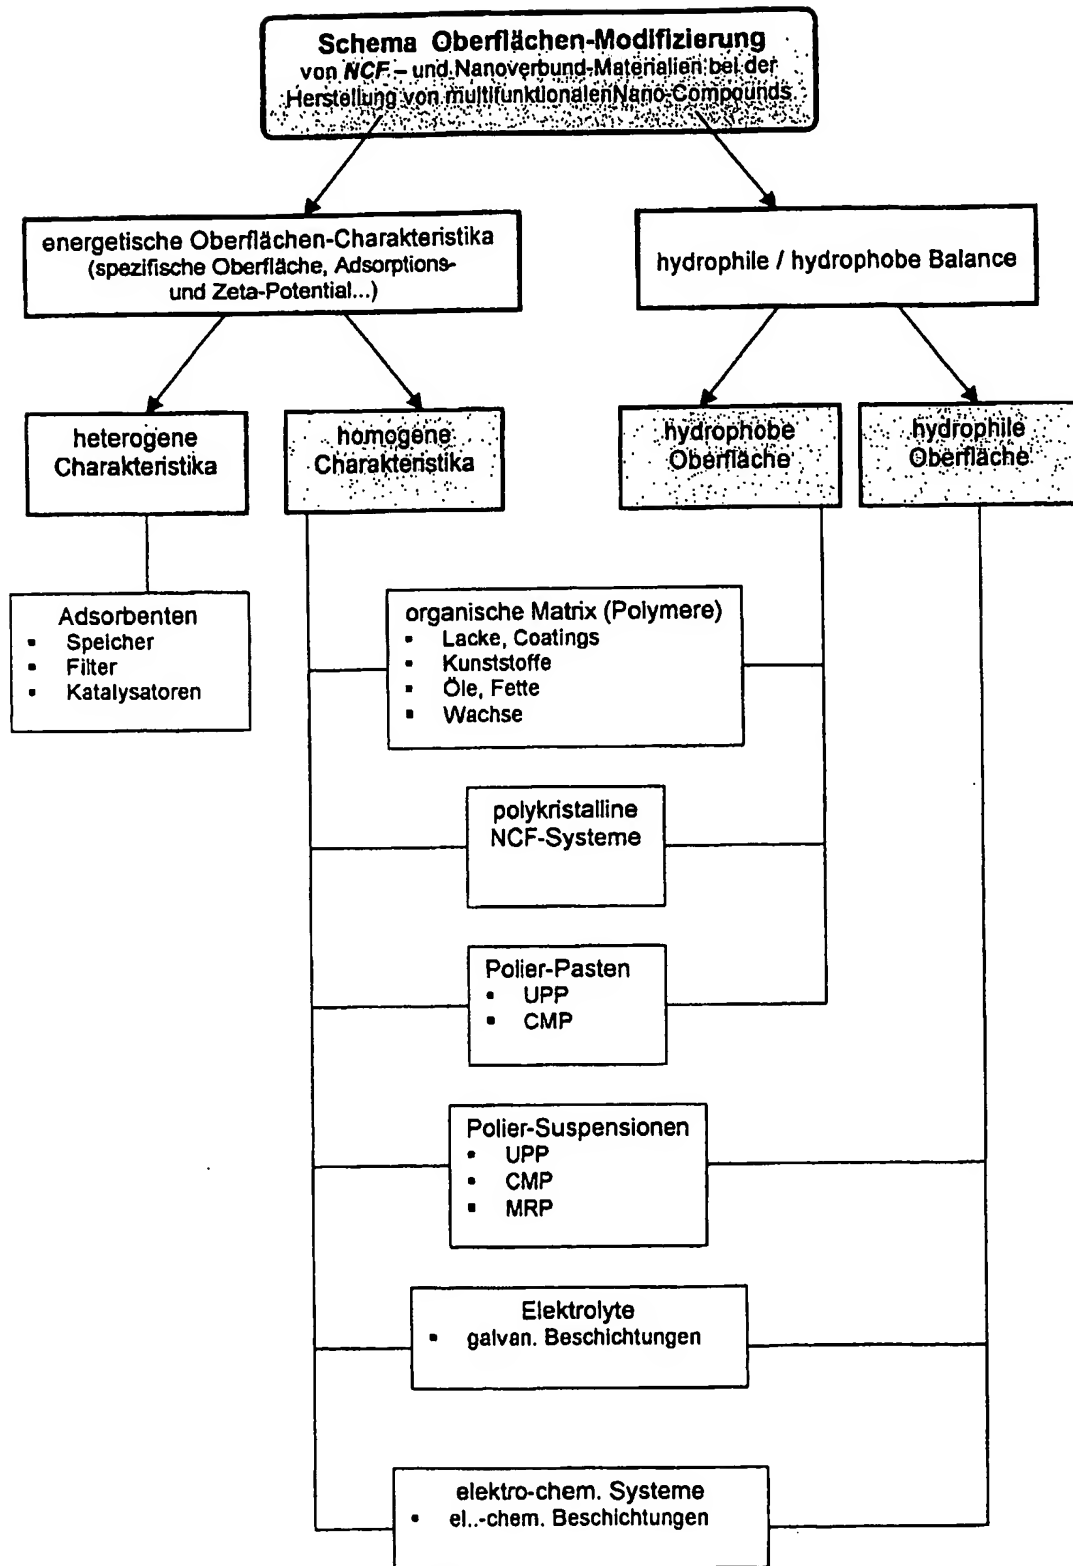 Schema Oberflächen-Modifizierung
von NCF – und Nanoverbund-Materialien bei der
Herstellung von multifunktionalenNano-Compounds
energetische Oberflächen-Charakteristika
(spezifische Oberfläche, Adsorptions-
und Zeta-Potential...)
hydrophile / hydrophobe Balance
heterogene
Charakteristika
homogene
Charakteristika
hydrophobe
Oberfläche
hydrophile
Oberfläche
Adsorbenten
▪ Speicher
▪ Filter
▪ Katalysatoren
organische Matrix (Polymere)
▪ Lacke, Coatings
▪ Kunststoffe
▪ Öle, Fette
▪ Wachse
polykristalline
NCF-Systeme
Polier-Pasten
▪ UPP
▪ CMP
Polier-Suspensionen
▪ UPP
▪ CMP
▪ MRP
Elektrolyte
▪ galvan. Beschichtungen
elektro-chem. Systeme
▪ el..-chem. Beschichtungen